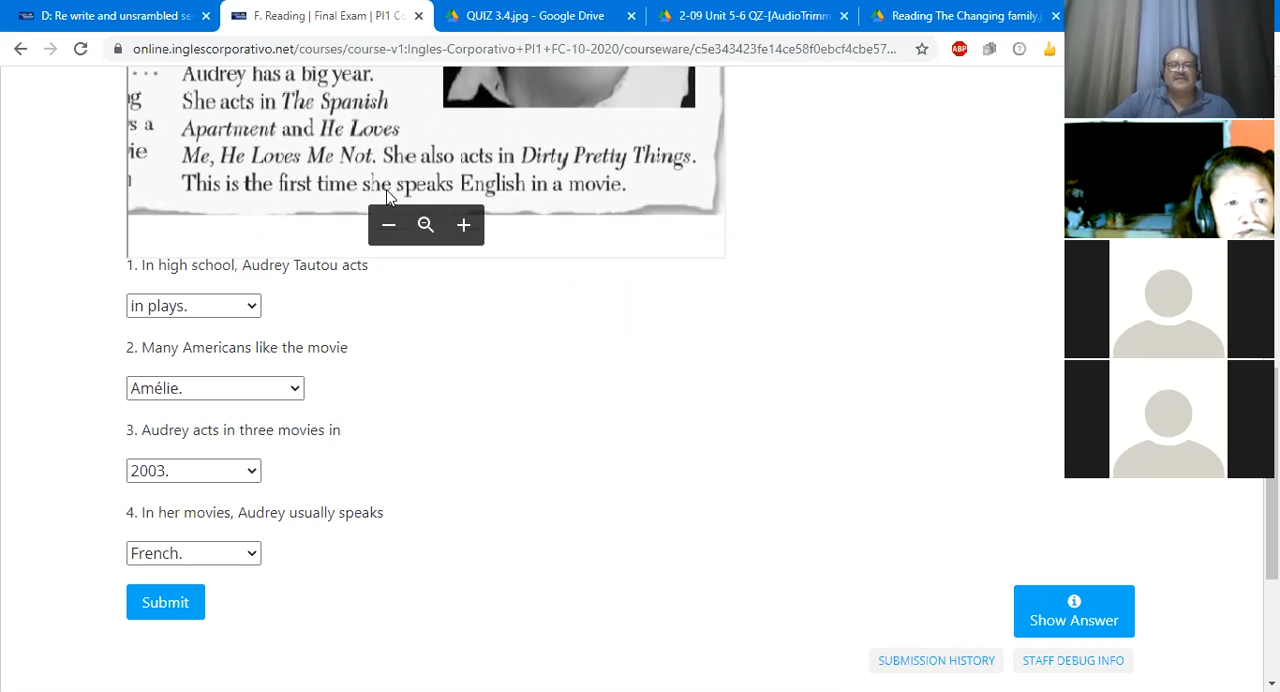 D: Re write and unsrambled se
F. Reading | Final Exam | PI1 Co
QUIZ 3.4.jpg - Google Drive
2-09 Unit 5-6 QZ-[AudioTrimm
Reading The Changing family.
online.inglescorporativo.net/courses/course-v1:Ingles-Corporativo+PI1+FC-10-2020/courseware/c5e343423fe14ce58f0ebcf4cbe57...
ABP
Audrey has a big year.
g She acts in The Spanish
s a Apartment and He Loves
ie Me, He Loves Me Not. She also acts in Dirty Pretty Things.
This is the first time she speaks English in a movie.
1. In high school, Audrey Tautou acts
in plays.
2. Many Americans like the movie
Amélie.
3. Audrey acts in three movies in
2003.
4. In her movies, Audrey usually speaks
French.
Submit
Show Answer
SUBMISSION HISTORY
STAFF DEBUG INFO